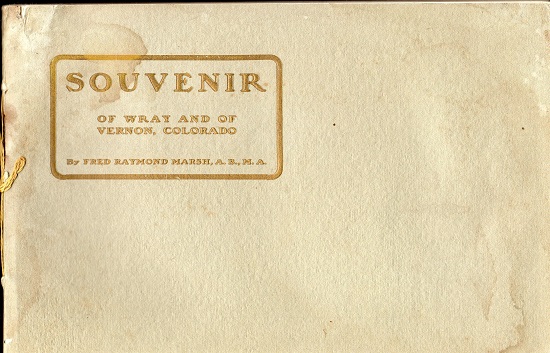 SOUVENIR
OF WRAY AND OF
VERNON, COLORADO
By FRED RAYMOND MARSH, A. B., M. A.